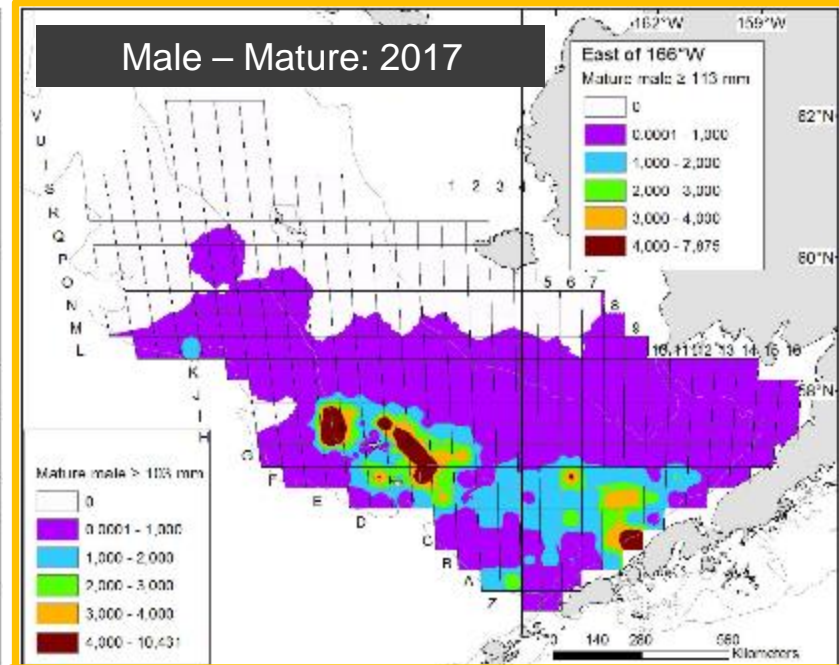 Male – Mature: 2017
162°W 159°W
East of 166°W
Mature male ≥ 113 mm
0
0.0001 - 1,000
1,000 - 2,000
2,000 - 3,000
3,000 - 4,000
4,000 - 7,875
62°N
60°N
58°N
V
U
S
R
Q
P
O
N
M
L
K
J
I
H
G
F
E
D
C
B
A
Z
1 2 3 4
5 6 7
8
9
10 11 12 13 14 15 16
Mature male ≥ 103 mm
0
0.0001 - 1,000
1,000 - 2,000
2,000 - 3,000
3,000 - 4,000
4,000 - 10,431
0 140 280 560
Kilometers